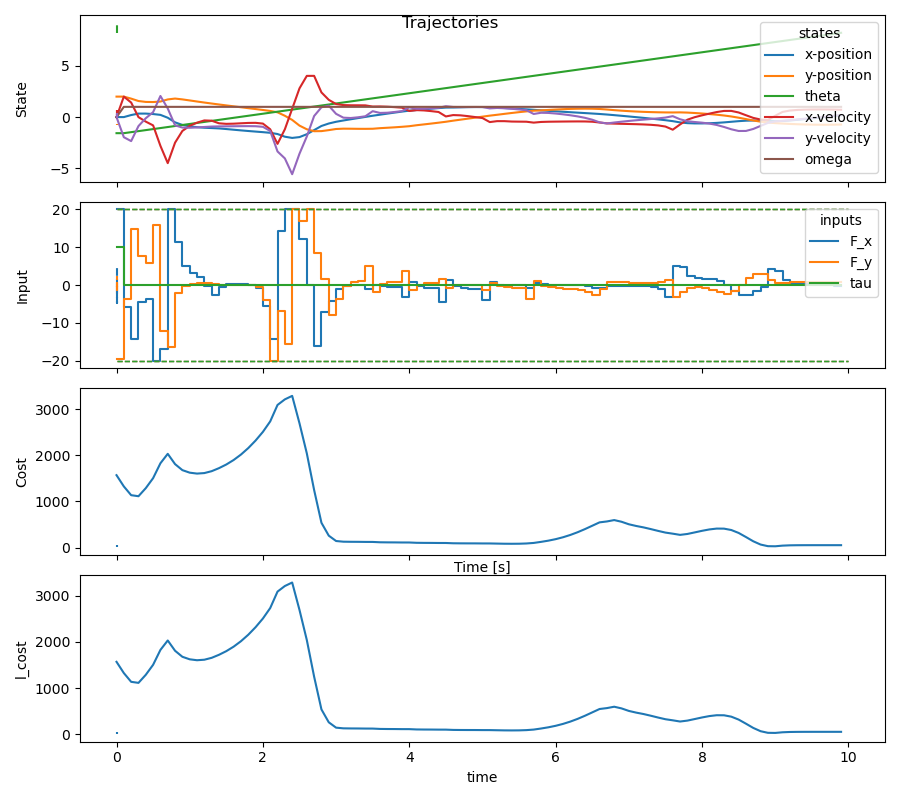 Trajectories
State
5
0
−5
states
x-position
y-position
theta
x-velocity
y-velocity
omega
Input
20
10
0
−10
−20
inputs
F_x
F_y
tau
Cost
3000
2000
1000
0
Time [s]
l_cost
3000
2000
1000
0
0 2 4 6 8 10
time